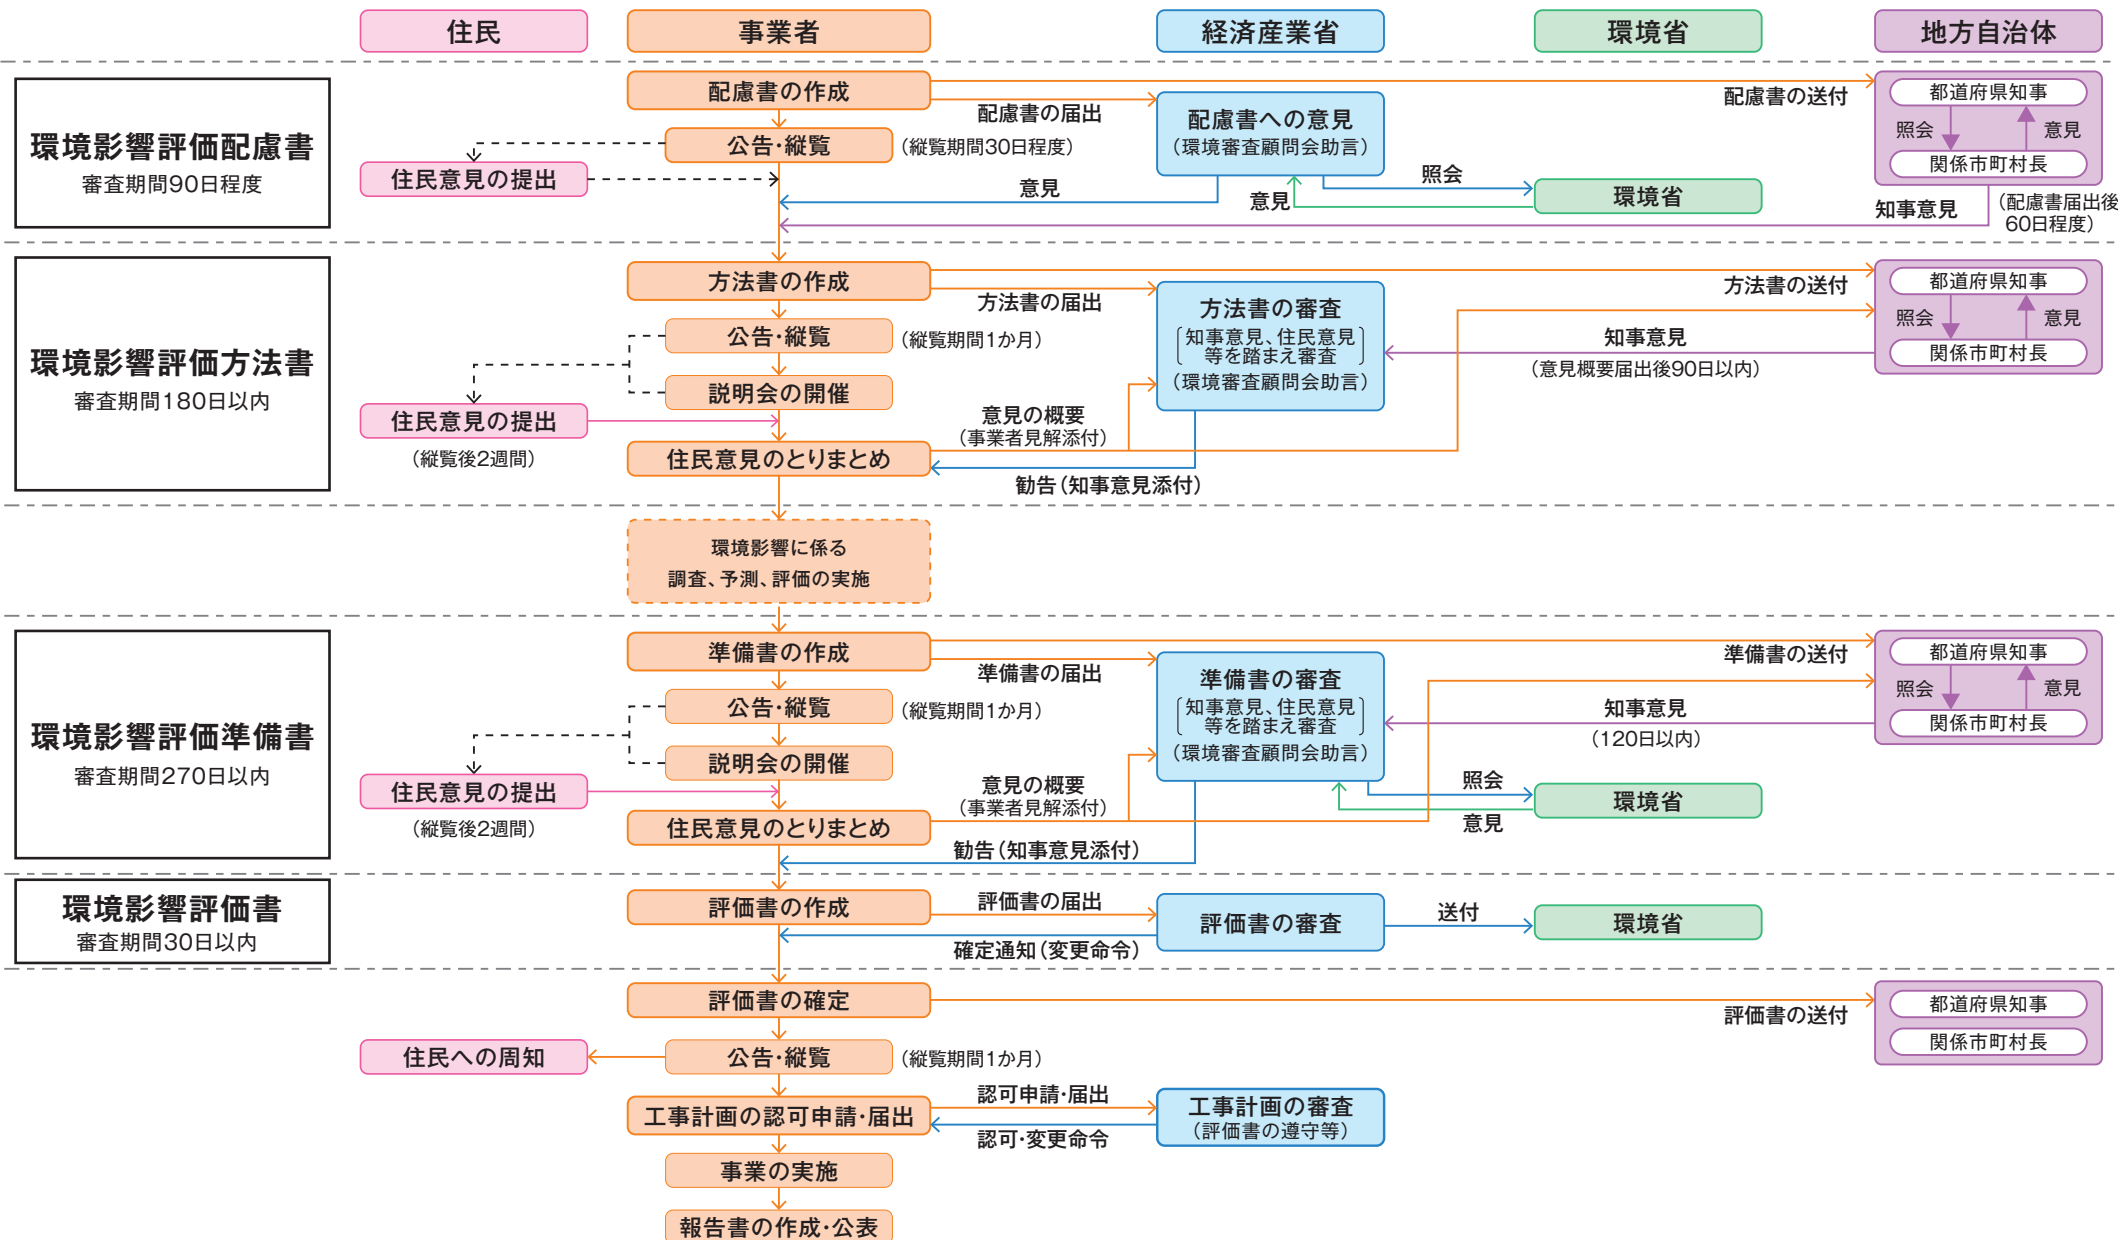 住民
事業者
経済産業省
環境省
地方自治体
環境影響評価配慮書
審査期間90日程度
配慮書の作成
配慮書の届出
配慮書の送付
公告・縦覧
(縦覧期間30日程度)
住民意見の提出
配慮書への意見
(環境審査顧問会助言)
意見
意見
照会
環境省
都道府県知事
照会
意見
関係市町村長
知事意見
(配慮書届出後
60日程度)
環境影響評価方法書
審査期間180日以内
方法書の作成
方法書の届出
方法書の送付
公告・縦覧
(縦覧期間1か月)
説明会の開催
住民意見の提出
(縦覧後2週間)
住民意見のとりまとめ
意見の概要
(事業者見解添付)
方法書の審査
知事意見、住民意見
等を踏まえ審査
(環境審査顧問会助言)
知事意見
(意見概要届出後90日以内)
都道府県知事
照会
意見
関係市町村長
勧告(知事意見添付)
環境影響に係る
調査、予測、評価の実施
環境影響評価準備書
審査期間270日以内
準備書の作成
準備書の届出
準備書の送付
公告・縦覧
(縦覧期間1か月)
説明会の開催
住民意見の提出
(縦覧後2週間)
住民意見のとりまとめ
意見の概要
(事業者見解添付)
準備書の審査
知事意見、住民意見
等を踏まえ審査
(環境審査顧問会助言)
知事意見
(120日以内)
都道府県知事
照会
意見
関係市町村長
照会
環境省
意見
勧告(知事意見添付)
環境影響評価書
審査期間30日以内
評価書の作成
評価書の届出
評価書の審査
送付
環境省
確定通知(変更命令)
評価書の確定
評価書の送付
都道府県知事
関係市町村長
住民への周知
公告・縦覧
(縦覧期間1か月)
工事計画の認可申請・届出
認可申請・届出
認可・変更命令
工事計画の審査
(評価書の遵守等)
事業の実施
報告書の作成・公表